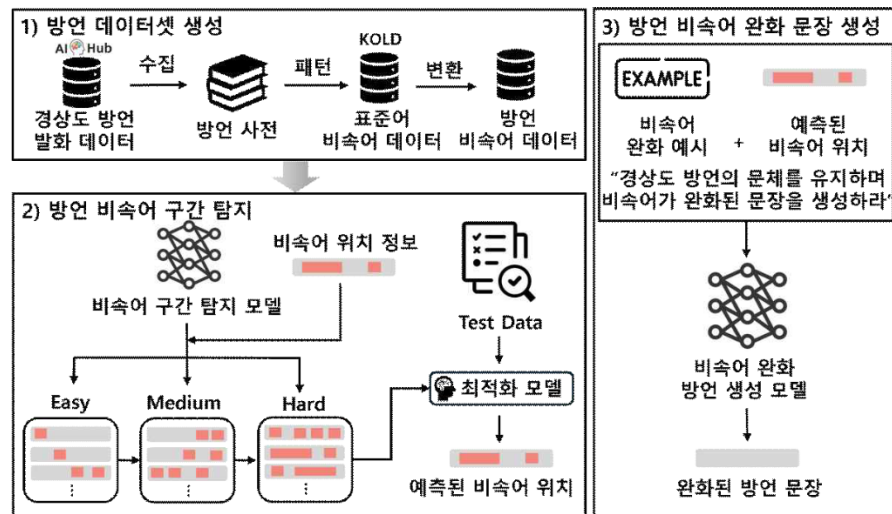 1) 방언 데이터셋 생성
AI Hub
수집
패턴
KOLD
변환
경상도 방언
발화 데이터
방언 사전
표준어
비속어 데이터
방언
비속어 데이터
2) 방언 비속어 구간 탐지
비속어 위치 정보
비속어 구간 탐지 모델
Test Data
Easy
Medium
Hard
최적화 모델
예측된 비속어 위치
3) 방언 비속어 완화 문장 생성
EXAMPLE
비속어
완화 예시
+
예측된
비속어 위치
“경상도 방언의 문체를 유지하며
비속어가 완화된 문장을 생성하라”
비속어 완화
방언 생성 모델
완화된 방언 문장